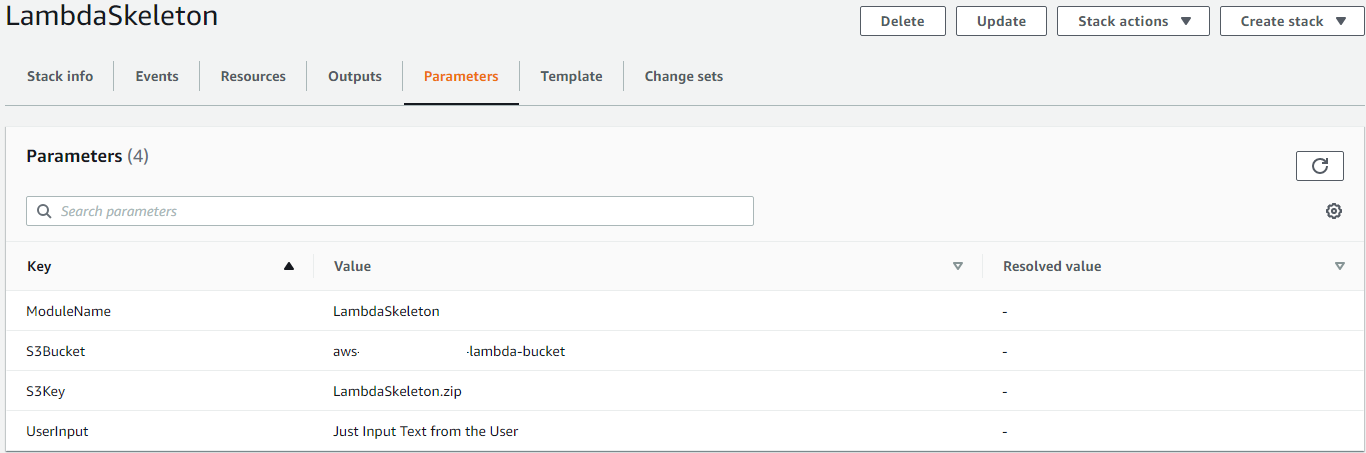 LambdaSkeleton
Delete Update Stack actions Create stack
Stack info Events Resources Outputs Parameters Template Change sets
Parameters (4)
Search parameters
Key Value Resolved value
ModuleName LambdaSkeleton -
S3Bucket aws- -lambda-bucket -
S3Key LambdaSkeleton.zip -
UserInput Just Input Text from the User -